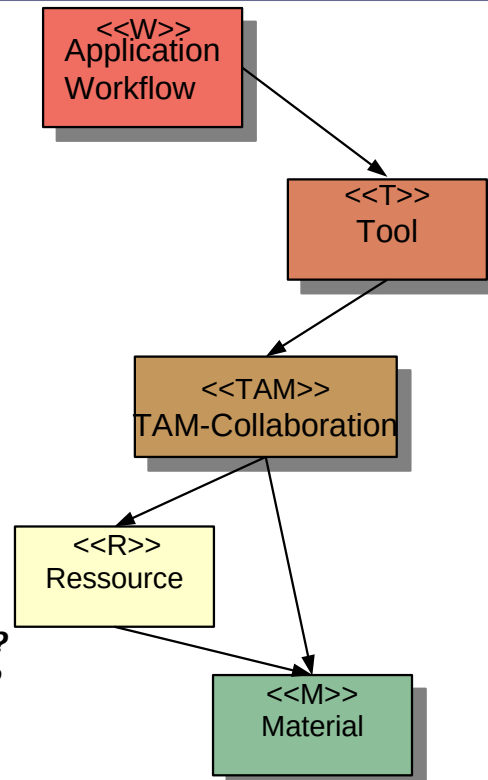 <<W>>
Application
Workflow
<<T>>
Tool
<<TAM>>
TAM-Collaboration
<<R>>
Ressource
?
<<M>>
Material